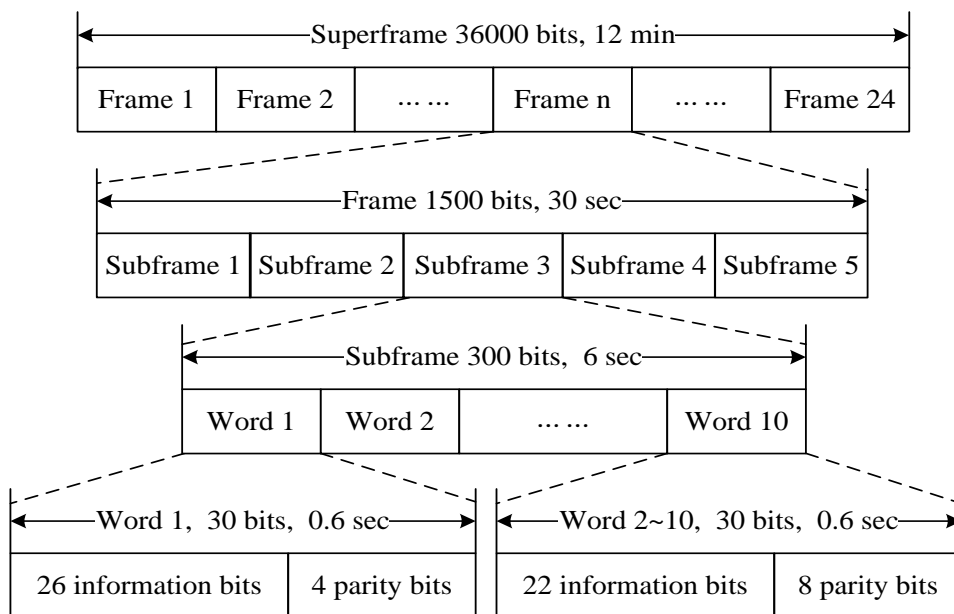 Superframe 36000 bits, 12 min
Frame 1 Frame 2 ... ... Frame n ... ... Frame 24
Frame 1500 bits, 30 sec
Subframe 1 Subframe 2 Subframe 3 Subframe 4 Subframe 5
Subframe 300 bits, 6 sec
Word 1 Word 2 ... ... Word 10
Word 1, 30 bits, 0.6 sec Word 2~10, 30 bits, 0.6 sec
26 information bits 4 parity bits 22 information bits 8 parity bits